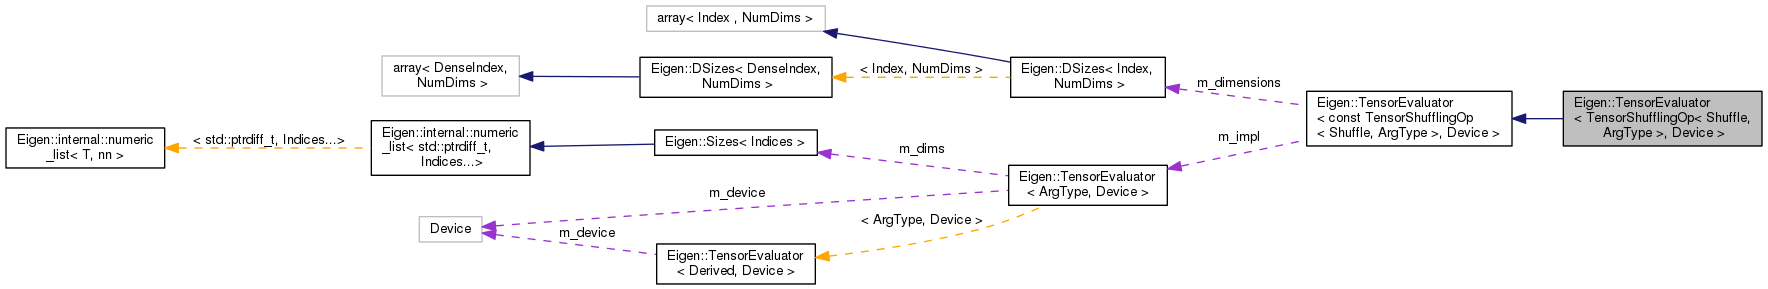 array< Index , NumDims >
array< DenseIndex,
NumDims >
Eigen::DSizes< DenseIndex,
NumDims >
< Index, NumDims >
Eigen::DSizes< Index,
NumDims >
m_dimensions
Eigen::TensorEvaluator
< const TensorShufflingOp
< Shuffle, ArgType >, Device >
Eigen::TensorEvaluator
< TensorShufflingOp< Shuffle,
ArgType >, Device >
m_impl
Eigen::internal::numeric
_list< T, nn >
< std::ptrdiff_t, Indices...>
Eigen::internal::numeric
_list< std::ptrdiff_t,
Indices...>
Eigen::Sizes< Indices >
m_dims
Eigen::TensorEvaluator
< ArgType, Device >
m_device
Device
m_device
< ArgType, Device >
Eigen::TensorEvaluator
< Derived, Device >